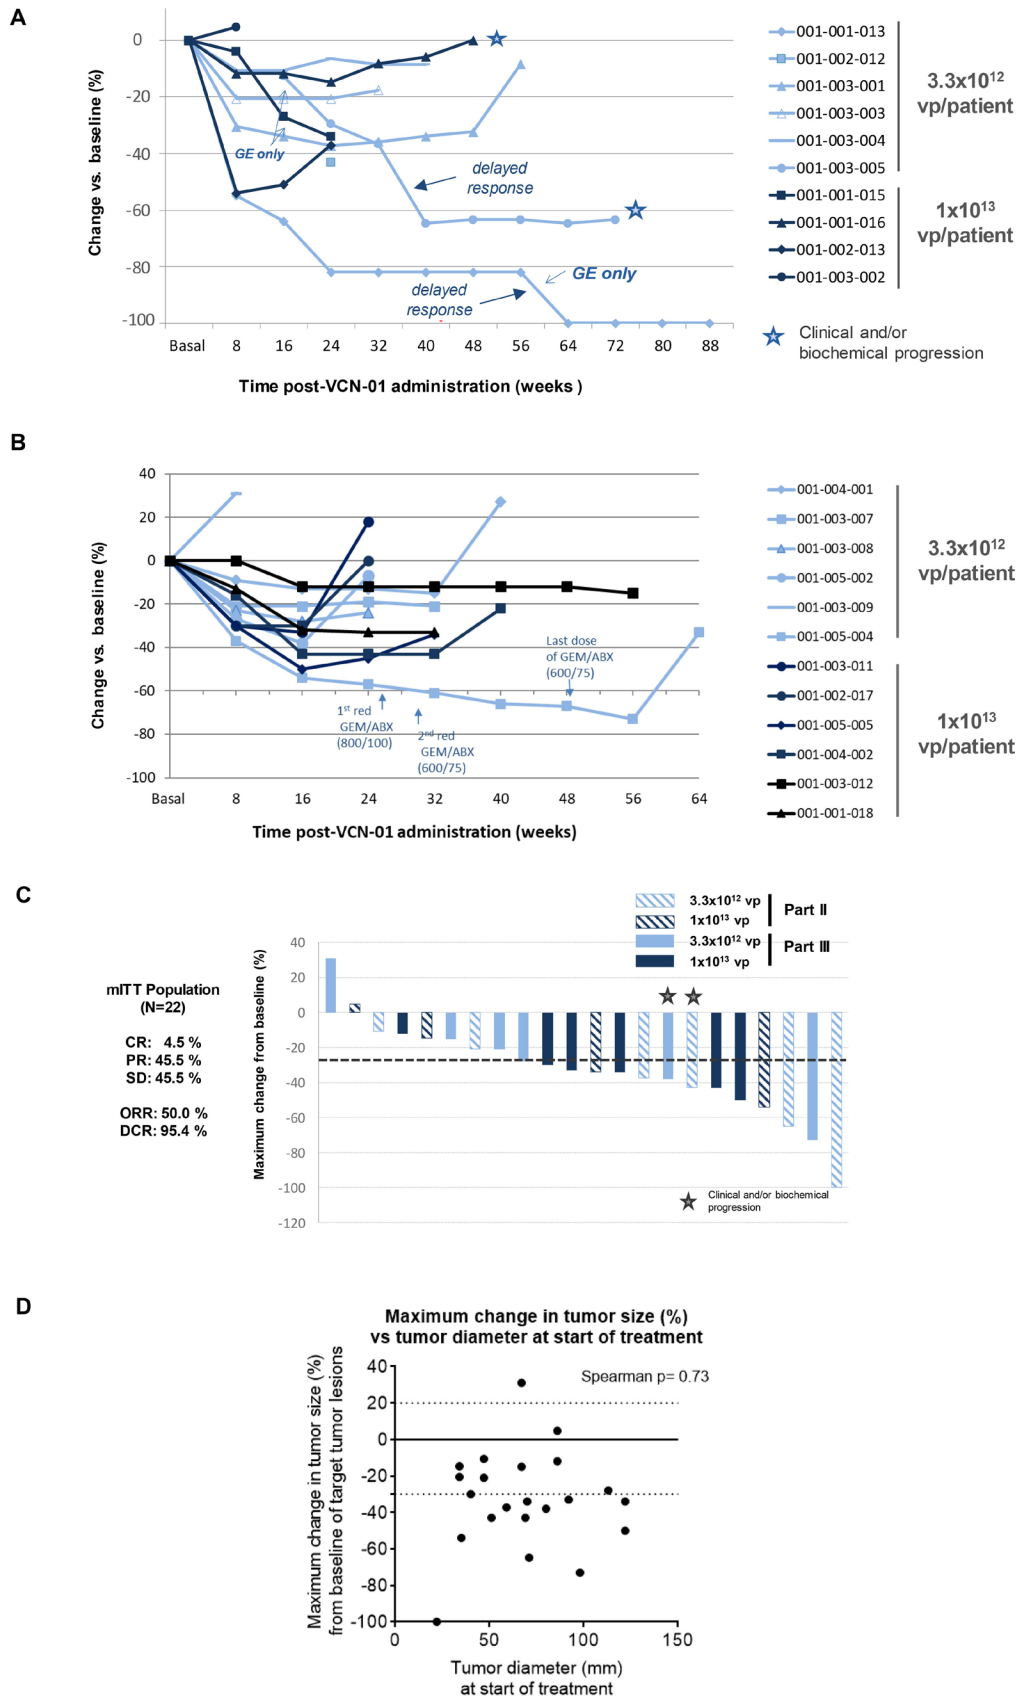 A
Change vs. baseline (%)
0
-20
-40
-60
-80
-100
GE only
delayed
response
delayed
response
GE only
Basal 8 16 24 32 40 48 56 64 72 80 88
Time post-VCN-01 administration (weeks )
001-001-013
001-002-012
001-003-001
001-003-003
001-003-004
001-003-005
3.3x10¹²
vp/patient
001-001-015
001-001-016
001-002-013
001-003-002
1x10¹³
vp/patient
Clinical and/or
biochemical progression
B
Change vs. baseline (%)
40
20
0
-20
-40
-60
-80
-100
Last dose
of GEM/ABX
(600/75)
1st red
GEM/ABX
(800/100)
2nd red
GEM/ABX
(600/75)
Basal 8 16 24 32 40 48 56 64
Time post-VCN-01 administration (weeks)
001-004-001
001-003-007
001-003-008
001-005-002
001-003-009
001-005-004
3.3x10¹²
vp/patient
001-003-011
001-002-017
001-005-005
001-004-002
001-003-012
001-001-018
1x10¹³
vp/patient
C
3.3x10¹² vp
1x10¹³ vp
Part II
3.3x10¹² vp
1x10¹³ vp
Part III
mITT Population
(N=22)
CR: 4.5 %
PR: 45.5 %
SD: 45.5 %
ORR: 50.0 %
DCR: 95.4 %
Maximum change from baseline (%)
40
20
0
-20
-40
-60
-80
-100
-120
Clinical and/or biochemical
progression
D
Maximum change in tumor size (%)
vs tumor diameter at start of treatment
Spearman p= 0.73
Maximum change in tumor size (%)
from baseline of target tumor lesions
40
20
0
-20
-40
-60
-80
-100
0 50 100 150
Tumor diameter (mm)
at start of treatment